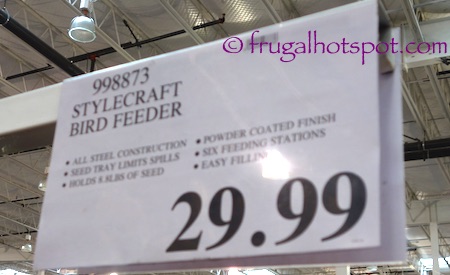 © frugalhotspot.com
998873
STYLECRAFT
BIRD FEEDER
• ALL STEEL CONSTRUCTION
• SEED TRAY LIMITS SPILLS
• HOLDS 8.8LBS OF SEED
• POWDER COATED FINISH
• SIX FEEDING STATIONS
• EASY FILLING
29.99